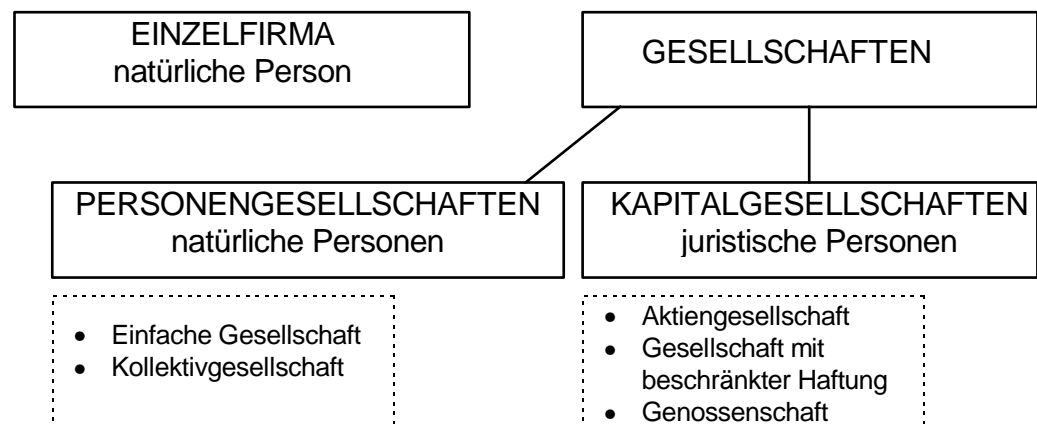 EINZELFIRMA
natürliche Person
GESELLSCHAFTEN
PERSONENGESELLSCHAFTEN
natürliche Personen
KAPITALGESELLSCHAFTEN
juristische Personen
• Einfache Gesellschaft
• Kollektivgesellschaft
• Aktiengesellschaft
• Gesellschaft mit
beschränkter Haftung
• Genossenschaft